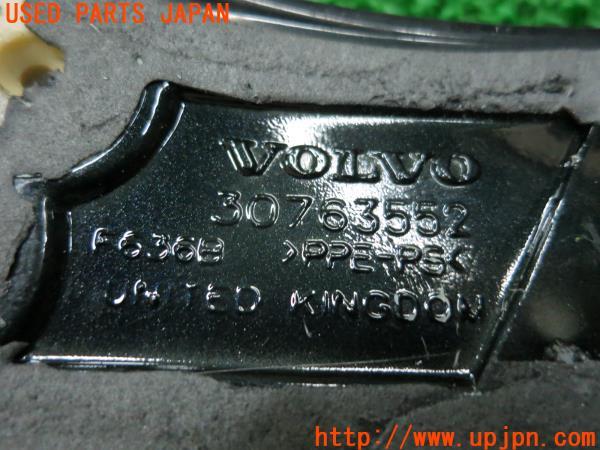 USED PARTS JAPAN
VOLVO
30763552
F636B >PPE-PS<
UNITED KINGDOM
http://www.upjpn.com/